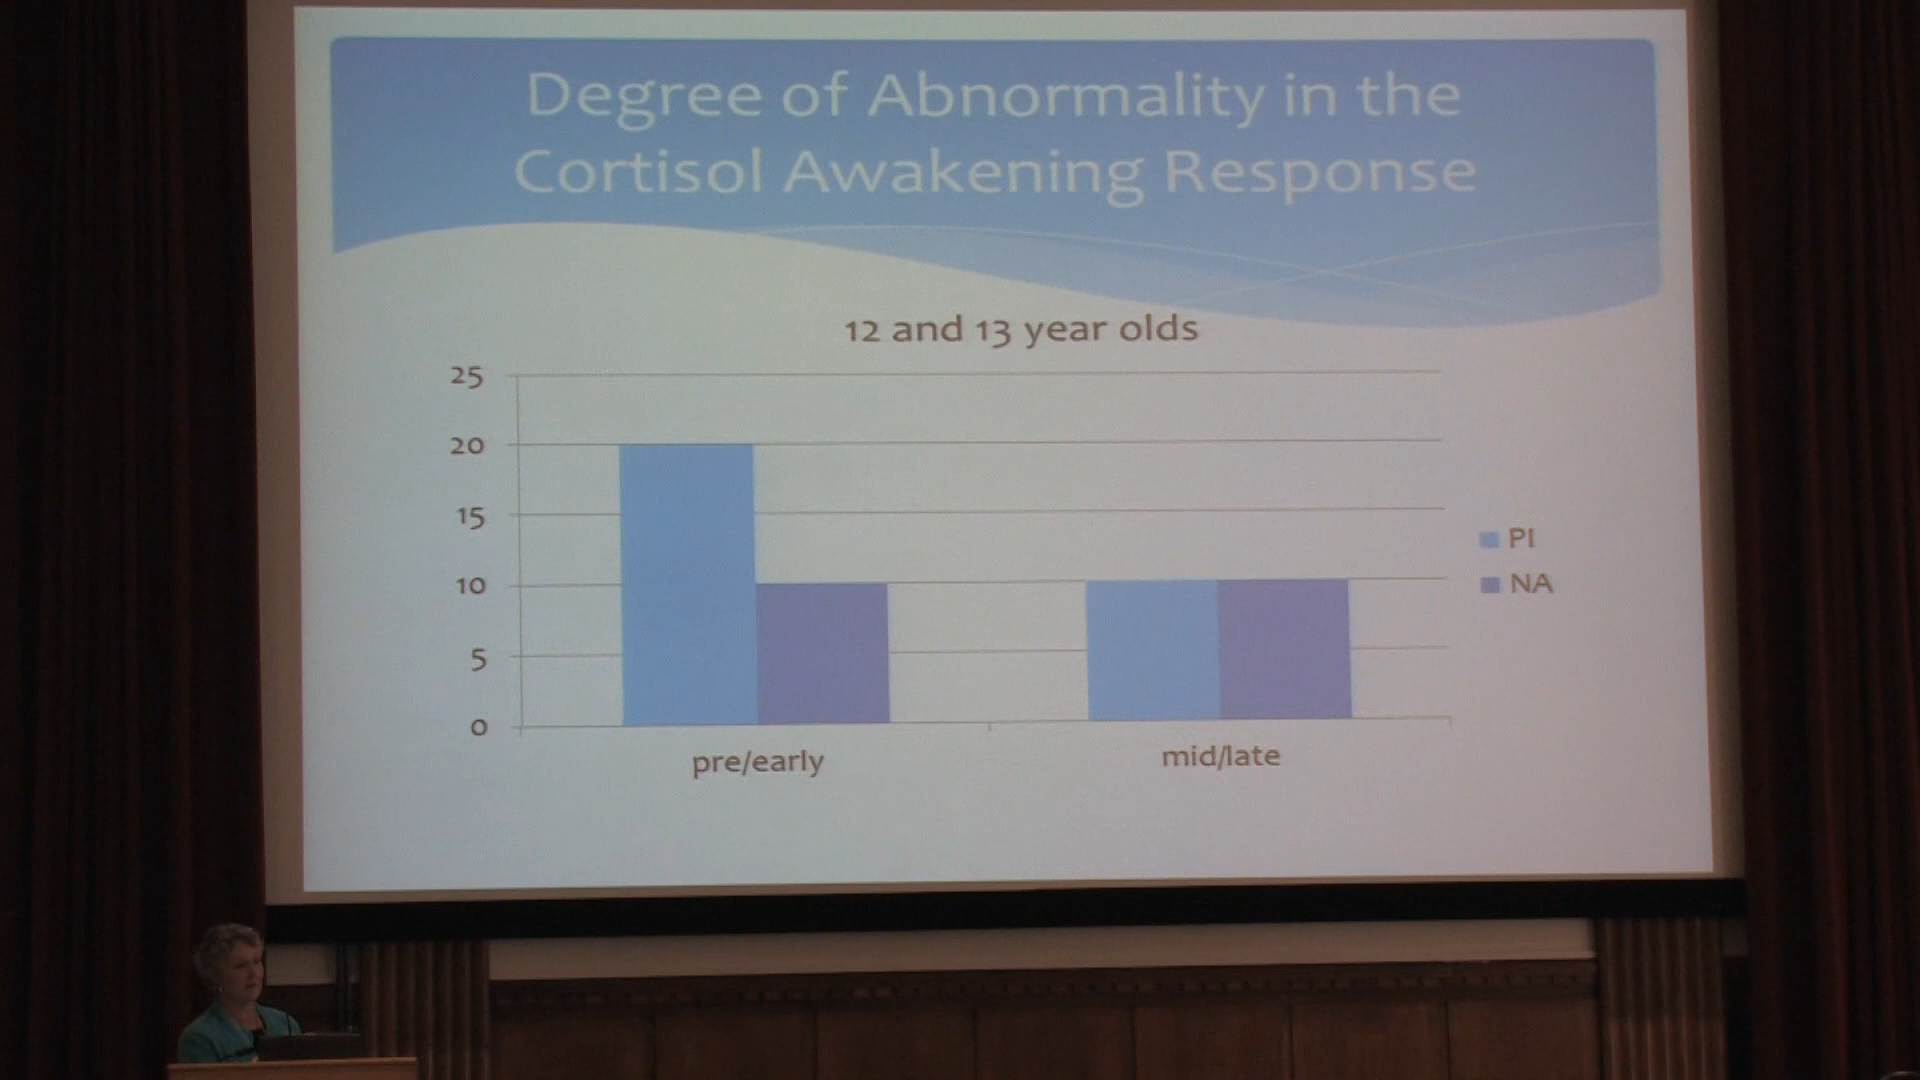 Degree of Abnormality in the
Cortisol Awakening Response
12 and 13 year olds
25
20
15
10
5
0
pre/early
mid/late
PI
NA